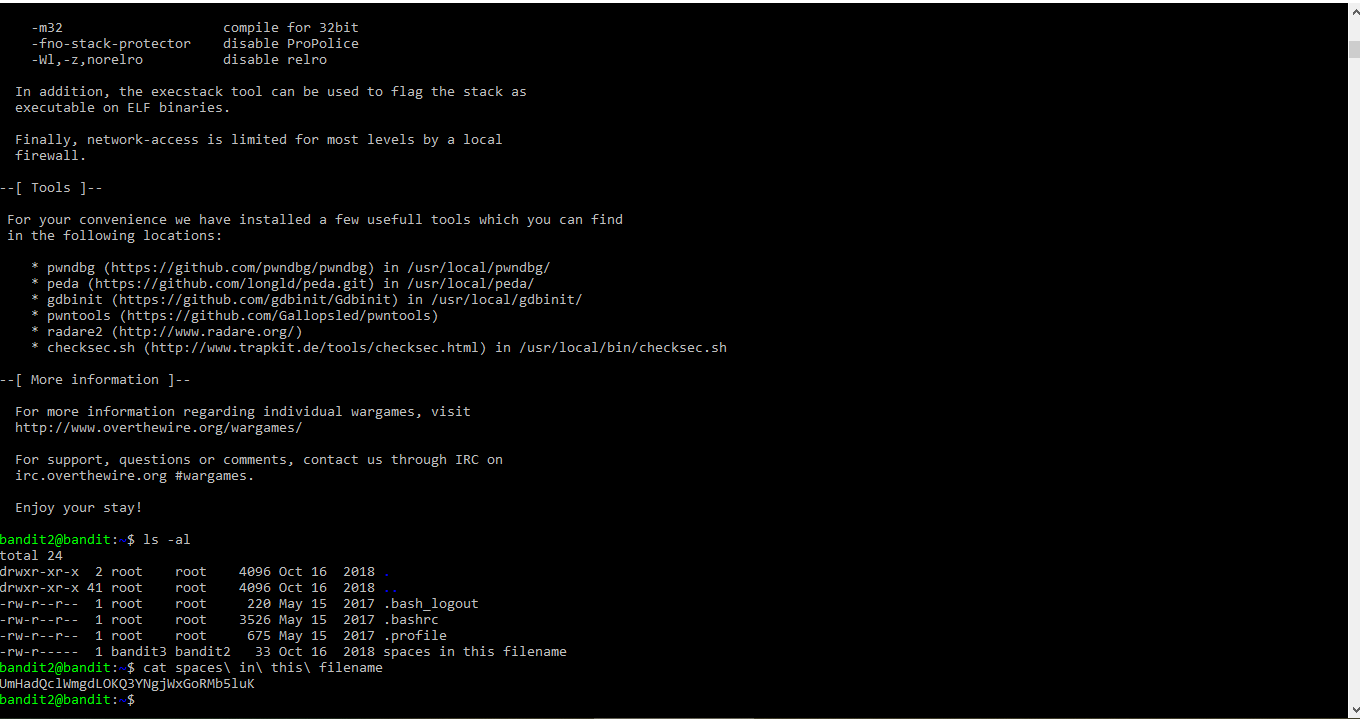 -m32                    compile for 32bit
-fno-stack-protector    disable ProPolice
-Wl,-z,norelro          disable relro
In addition, the execstack tool can be used to flag the stack as
executable on ELF binaries.
Finally, network-access is limited for most levels by a local
firewall.
--[ Tools ]--
For your convenience we have installed a few usefull tools which you can find
in the following locations:
* pwndbg (https://github.com/pwndbg/pwndbg) in /usr/local/pwndbg/
* peda (https://github.com/longld/peda.git) in /usr/local/peda/
* gdbinit (https://github.com/gdbinit/Gdbinit) in /usr/local/gdbinit/
* pwntools (https://github.com/Gallopsled/pwntools)
* radare2 (http://www.radare.org/)
* checksec.sh (http://www.trapkit.de/tools/checksec.html) in /usr/local/bin/checksec.sh
--[ More information ]--
For more information regarding individual wargames, visit
http://www.overthewire.org/wargames/
For support, questions or comments, contact us through IRC on
irc.overthewire.org #wargames.
Enjoy your stay!
bandit2@bandit:~$ ls -al
total 24
drwxr-xr-x  2 root    root    4096 Oct 16  2018 .
drwxr-xr-x 41 root    root    4096 Oct 16  2018 ..
-rw-r--r--  1 root    root     220 May 15  2017 .bash_logout
-rw-r--r--  1 root    root    3526 May 15  2017 .bashrc
-rw-r--r--  1 root    root     675 May 15  2017 .profile
-rw-r-----  1 bandit3 bandit2   33 Oct 16  2018 spaces in this filename
bandit2@bandit:~$ cat spaces\ in\ this\ filename
UmHadQclWmgdLOKQ3YNgjWxGoRMb5luK
bandit2@bandit:~$